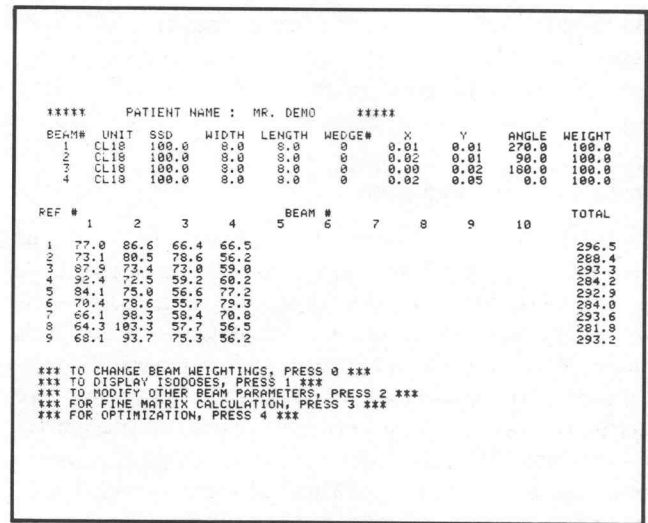 ***** PATIENT NAME : MR. DEMO *****
BEAM# UNIT SSD WIDTH LENGTH WEDGE# X Y ANGLE WEIGHT
1 CL18 100.0 8.0 8.0 0 0.01 0.01 270.0 100.0
2 CL18 100.0 8.0 8.0 0 0.02 0.01 90.0 100.0
3 CL18 100.0 8.0 8.0 0 0.00 0.02 180.0 100.0
4 CL18 100.0 8.0 8.0 0 0.02 0.05 0.0 100.0
REF # BEAM # TOTAL
1 2 3 4 5 6 7 8 9 10
1 77.0 86.6 66.4 66.5 296.5
2 73.1 80.5 78.6 56.2 288.4
3 87.9 73.4 73.0 59.0 293.3
4 92.4 72.5 59.2 60.2 284.2
5 84.1 75.0 56.6 77.2 292.9
6 70.4 78.6 55.7 79.3 284.0
7 66.1 98.3 58.4 70.8 293.6
8 64.3 103.3 57.7 56.5 281.8
9 68.1 93.7 75.3 56.2 293.2
*** TO CHANGE BEAM WEIGHTINGS, PRESS 0 ***
*** TO DISPLAY ISODOSES, PRESS 1 ***
*** TO MODIFY OTHER BEAM PARAMETERS, PRESS 2 ***
*** FOR FINE MATRIX CALCULATION, PRESS 3 ***
*** FOR OPTIMIZATION, PRESS 4 ***